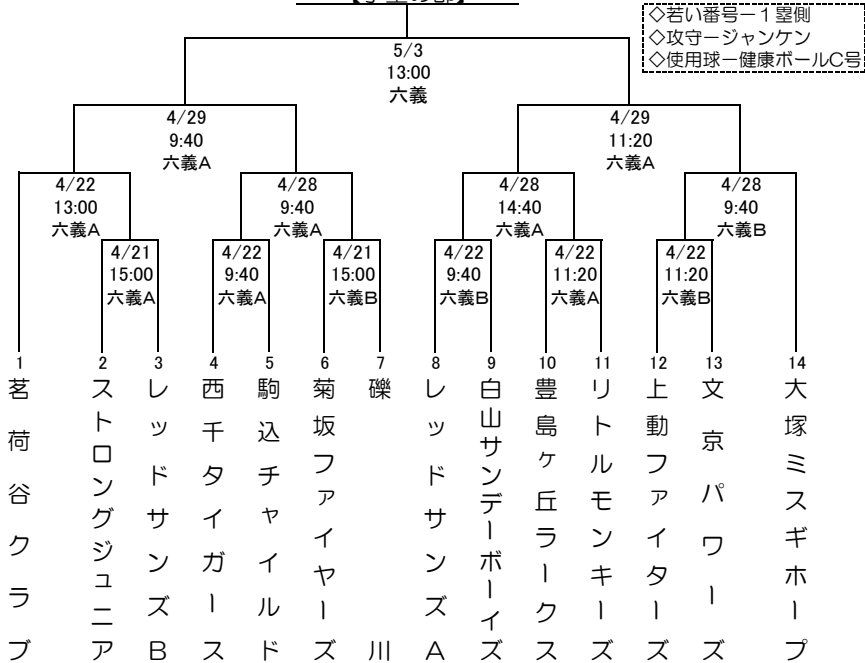 ◇若い番号－１塁側
◇攻守－ジャンケン
◇使用球－健康ボールC号
5/3
13:00
六義
4/29
9:40
六義A
4/29
11:20
六義A
4/22
13:00
六義A
4/28
9:40
六義A
4/28
14:40
六義A
4/28
9:40
六義B
4/21
15:00
六義A
4/22
9:40
六義A
4/21
15:00
六義B
4/22
9:40
六義B
4/22
11:20
六義A
4/22
11:20
六義B
1
茗荷谷クラブ
2
ストロングジュニア
3
レッドサンズB
4
西千タイガース
5
駒込チャイルド
6
菊坂ファイヤーズ
7
礫川
8
レッドサンズA
9
白山サンデーボーイズ
10
豊島ヶ丘ラークス
11
リトルモンキーズ
12
上動ファイターズ
13
文京パワーズ
14
大塚ミスギホープ